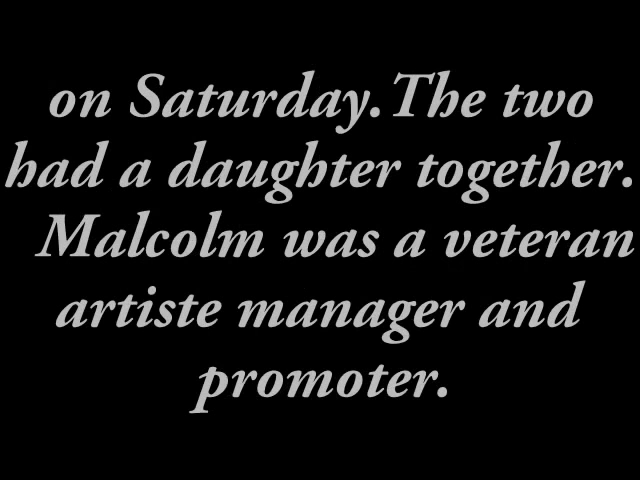 on Saturday.The two
had a daughter together.
Malcolm was a veteran
artiste manager and
promoter.